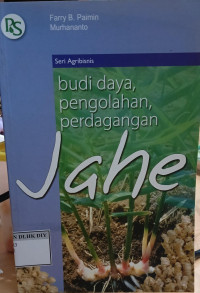 PS
Farry B. Paimin
Murhananto
Seri Agribisnis
budi daya,
pengolahan,
perdagangan
Jahe